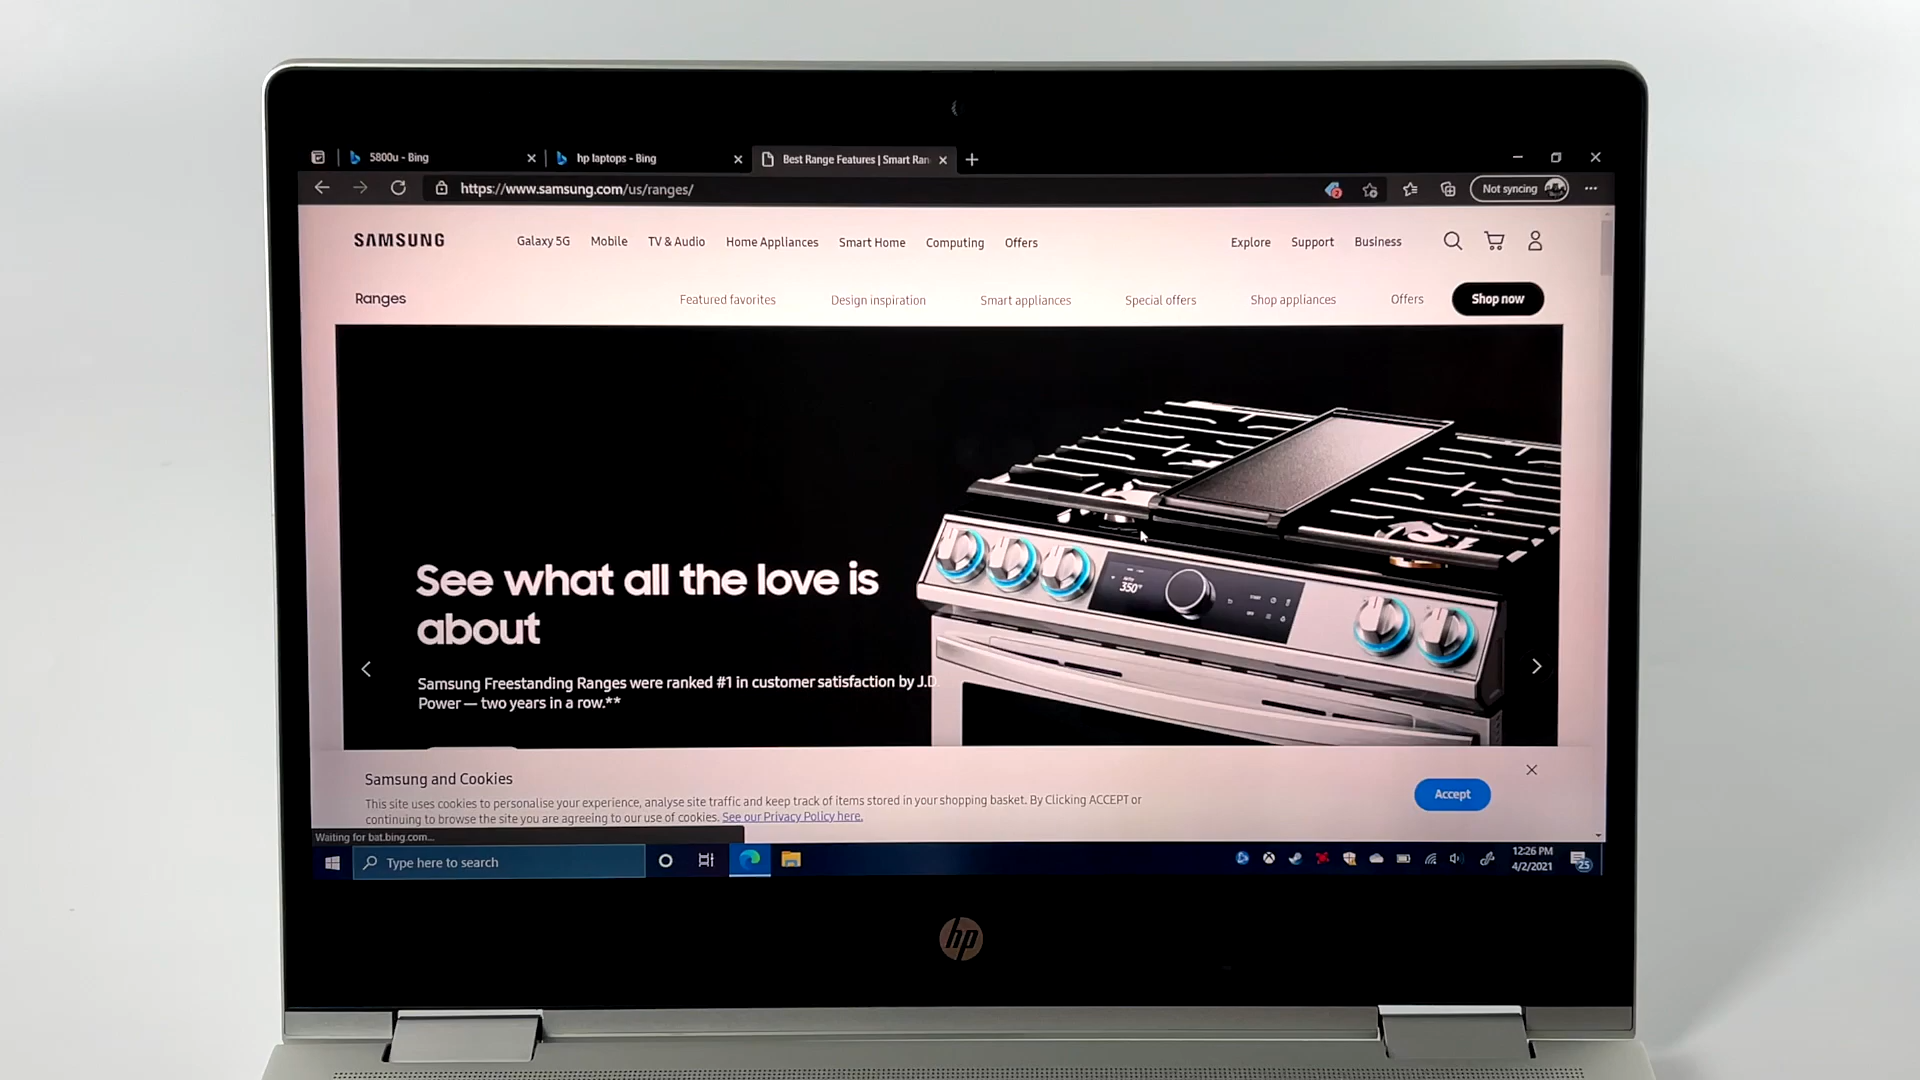 5800u - Bing
hp laptops - Bing
Best Range Features | Smart Ran
https://www.samsung.com/us/ranges/
Not syncing
SAMSUNG
Galaxy 5G Mobile TV & Audio Home Appliances Smart Home Computing Offers Explore Support Business
Ranges
Featured favorites Design inspiration Smart appliances Special offers Shop appliances Offers Shop now
350°F
See what all the love is
about
Samsung Freestanding Ranges were ranked #1 in customer satisfaction by J.D.
Power — two years in a row.**
Samsung and Cookies
This site uses cookies to personalise your experience, analyse site traffic and keep track of items stored in your shopping basket. By Clicking ACCEPT or
continuing to browse the site you are agreeing to our use of cookies. See our Privacy Policy here.
Accept
Waiting for bat.bing.com...
Type here to search
12:26 PM
4/2/2021
25
hp